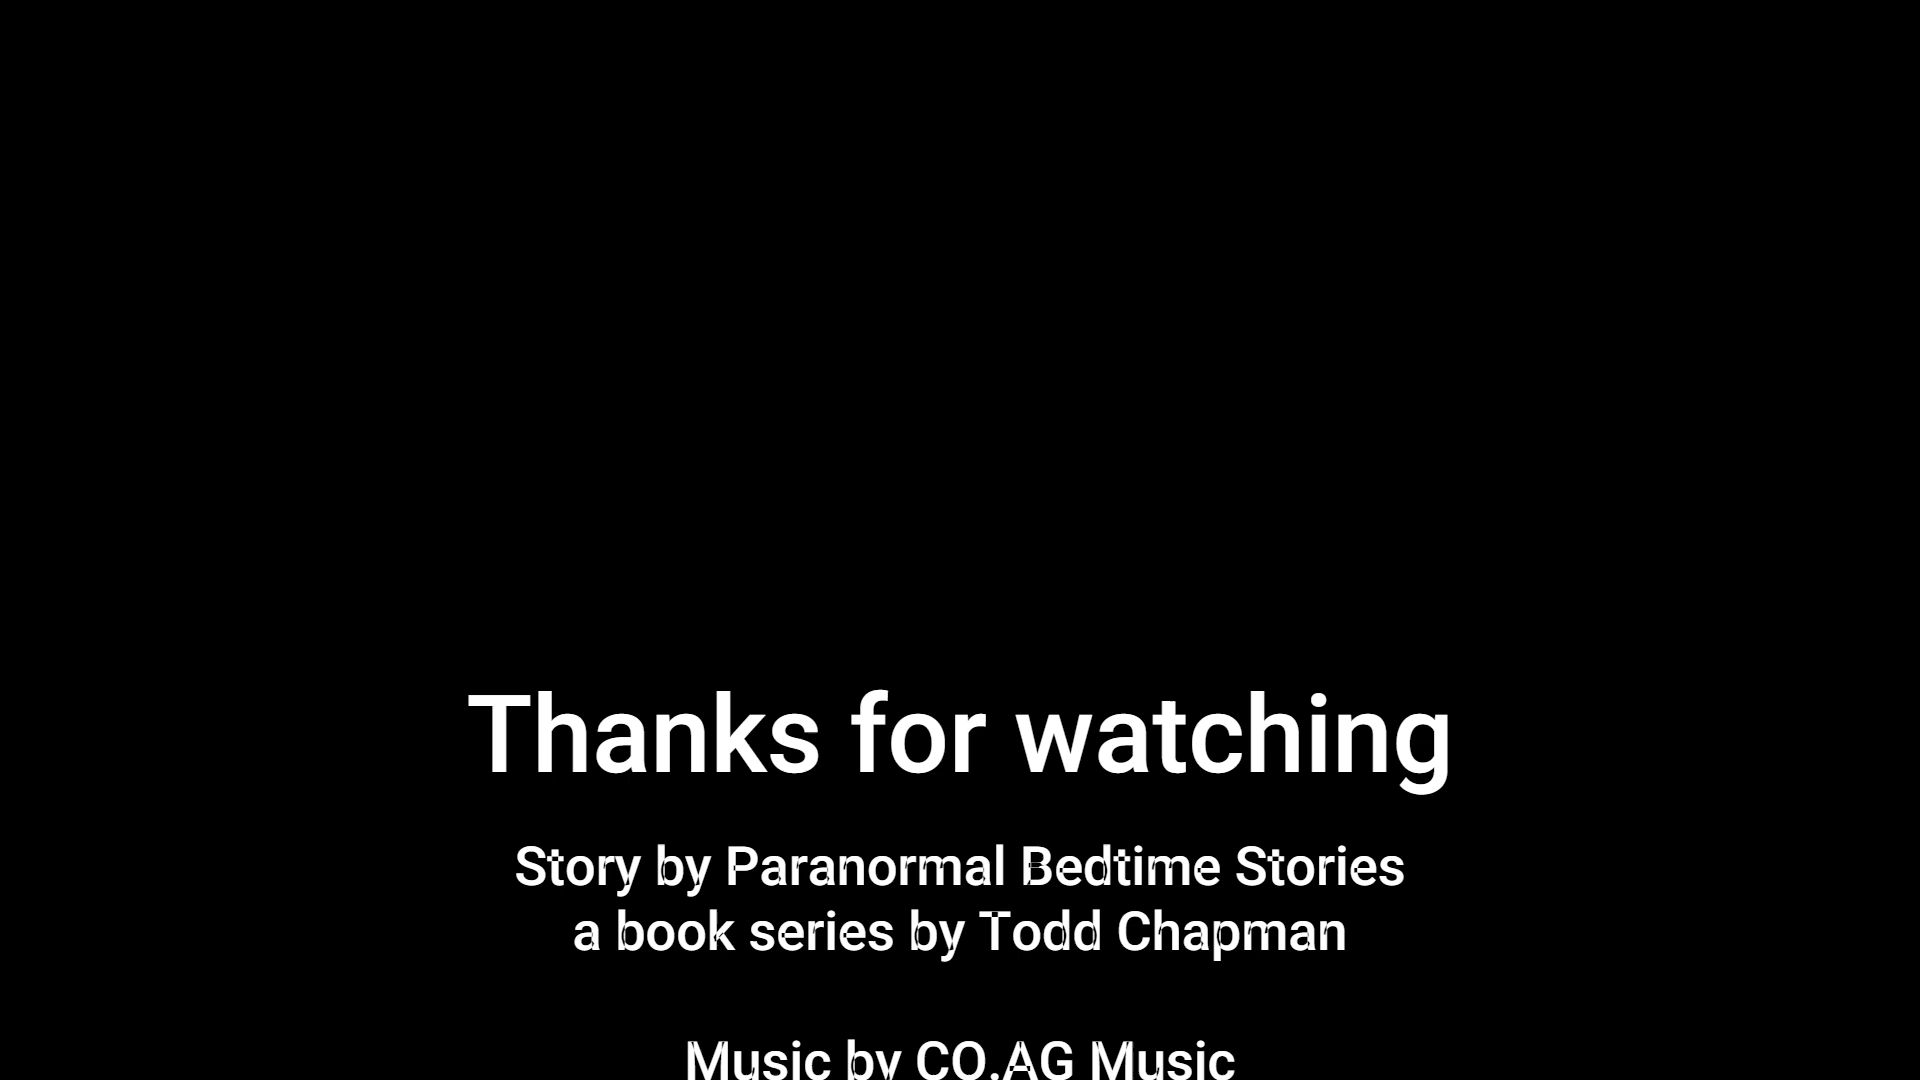 Thanks for watching
Story by Paranormal Bedtime Stories
a book series by Todd Chapman
Music by CO.AG Music